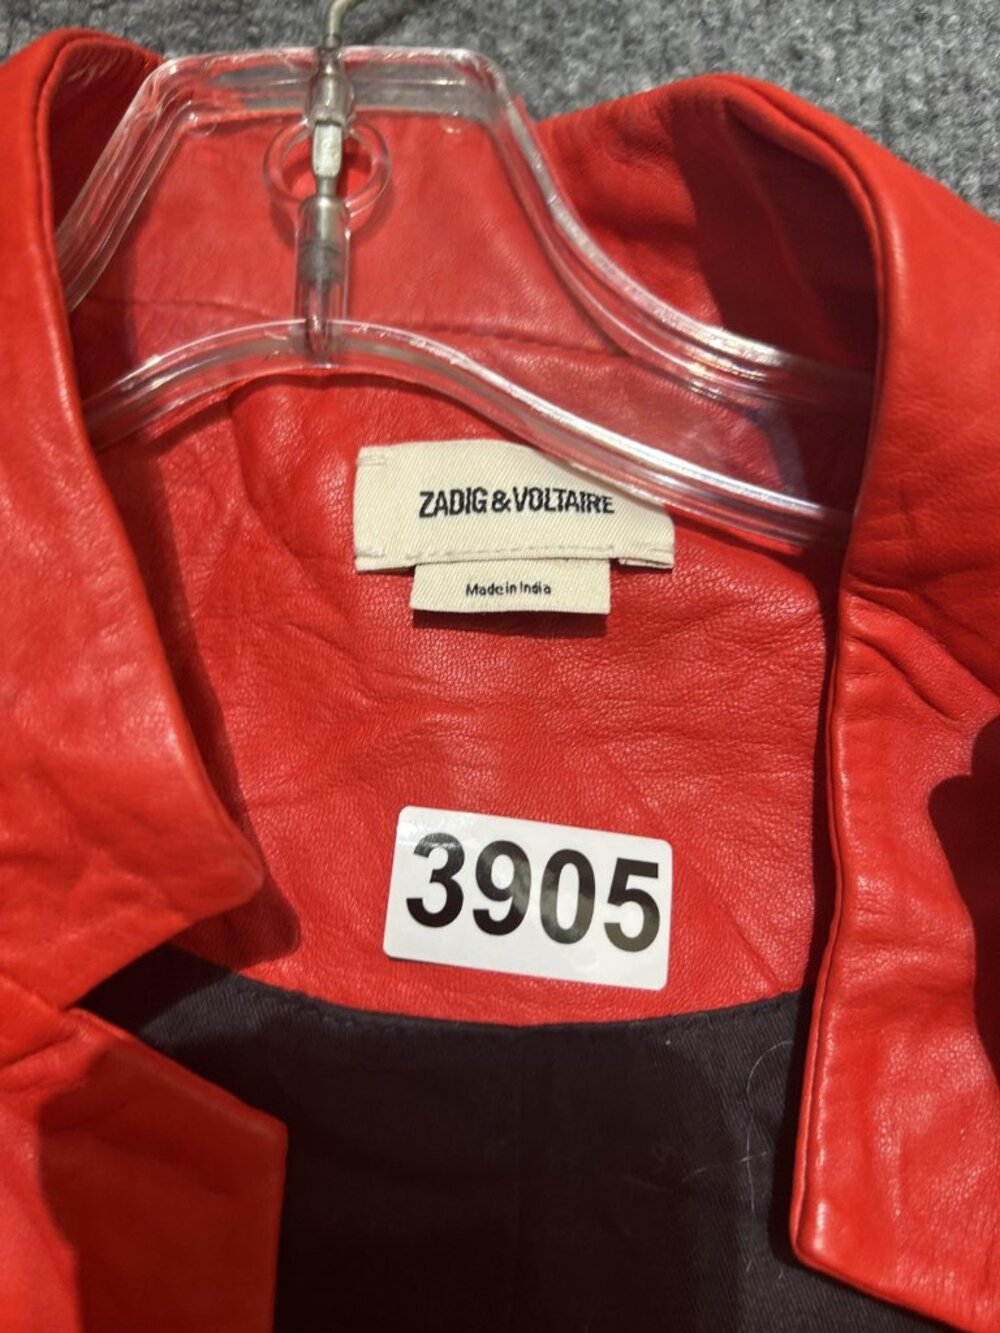 ZADIG & VOLTAIRE
Made in India
3905